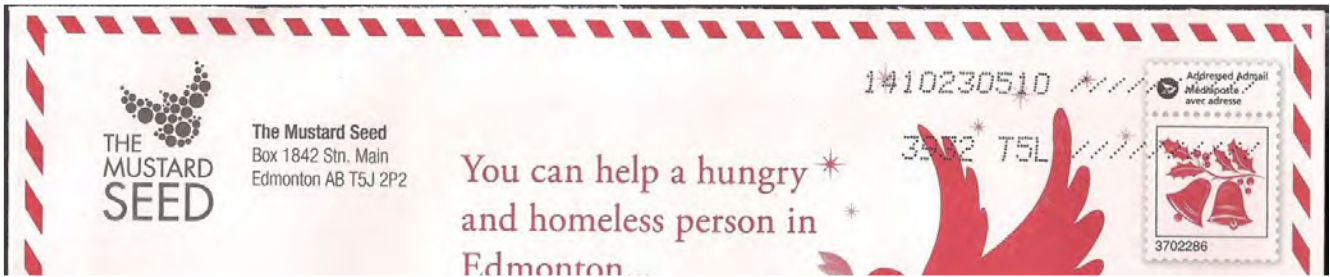 THE
MUSTARD
SEED
The Mustard Seed
Box 1842 Stn. Main
Edmonton AB T5J 2P2
You can help a hungry
and homeless person in
Edmonton...
1410230510
T5L
Addressed Admail
Médiaposte
avec adresse
3702286